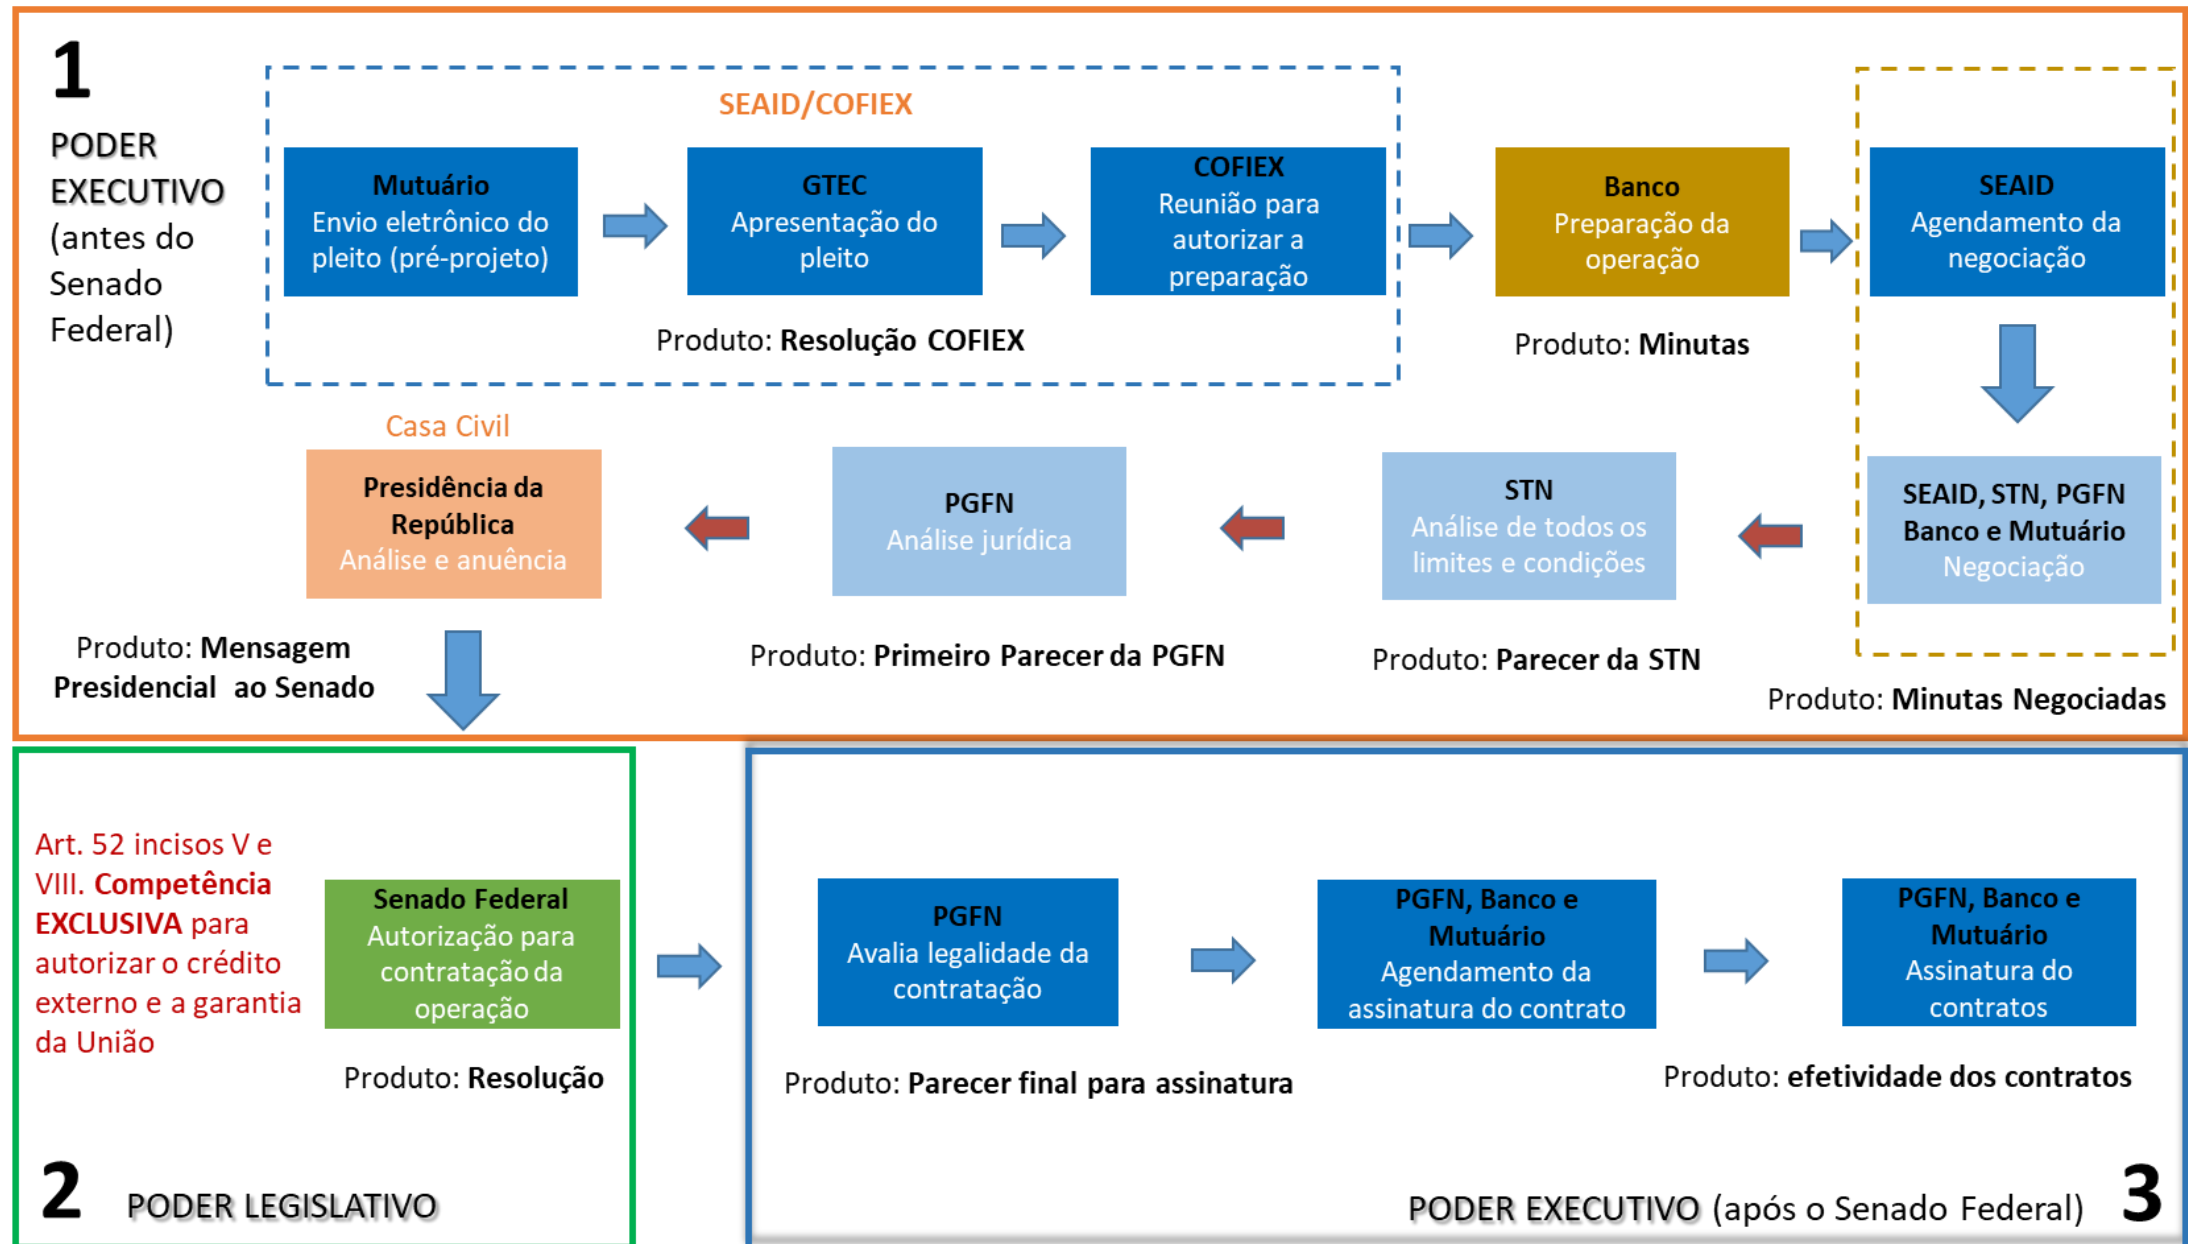 1
PODER
EXECUTIVO
(antes do
Senado
Federal)
SEAID/COFIEX
Mutuário
Envio eletrônico do
pleito (pré-projeto)
GTEC
Apresentação do
pleito
COFIEX
Reunião para
autorizar a
preparação
Produto: Resolução COFIEX
Banco
Preparação da
operação
Produto: Minutas
SEAID
Agendamento da
negociação
SEAID, STN, PGFN
Banco e Mutuário
Negociação
Produto: Minutas Negociadas
STN
Análise de todos os
limites e condições
Produto: Parecer da STN
PGFN
Análise jurídica
Produto: Primeiro Parecer da PGFN
Casa Civil
Presidência da
República
Análise e anuência
Produto: Mensagem
Presidencial ao Senado
Art. 52 incisos V e
VIII. Competência
EXCLUSIVA para
autorizar o crédito
externo e a garantia
da União
Senado Federal
Autorização para
contratação da
operação
Produto: Resolução
2 PODER LEGISLATIVO
PGFN
Avalia legalidade da
contratação
Produto: Parecer final para assinatura
PGFN, Banco e
Mutuário
Agendamento da
assinatura do contrato
PGFN, Banco e
Mutuário
Assinatura do
contratos
Produto: efetividade dos contratos
PODER EXECUTIVO (após o Senado Federal) 3